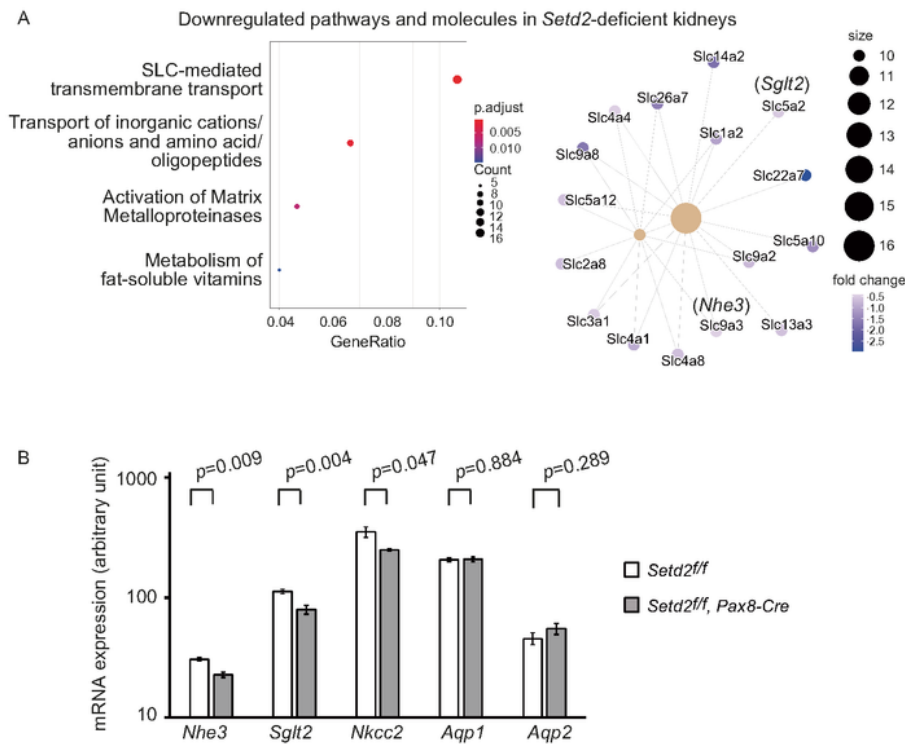 A
Downregulated pathways and molecules in Setd2-deficient kidneys
SLC-mediated
transmembrane transport
Transport of inorganic cations/
anions and amino acid/
oligopeptides
Activation of Matrix
Metalloproteinases
Metabolism of
fat-soluble vitamins
0.04
0.06
0.08
0.10
GeneRatio
p.adjust
0.005
0.010
Count
5
8
10
12
14
16
Slc14a2
(Sglt2)
Slc5a2
Slc26a7
Slc4a4
Slc1a2
Slc9a8
Slc22a7
Slc5a12
Slc5a10
Slc9a2
Slc2a8
(Nhe3)
Slc3a1
Slc9a3
Slc13a3
Slc4a1
Slc4a8
size
10
11
12
13
14
15
16
fold change
-0.5
-1.0
-1.5
-2.0
-2.5
B
mRNA expression (arbitrary unit)
1000
100
10
p=0.009
p=0.004
p=0.047
p=0.884
p=0.289
Nhe3
Sglt2
Nkcc2
Aqp1
Aqp2
Setd2f/f
Setd2f/f, Pax8-Cre